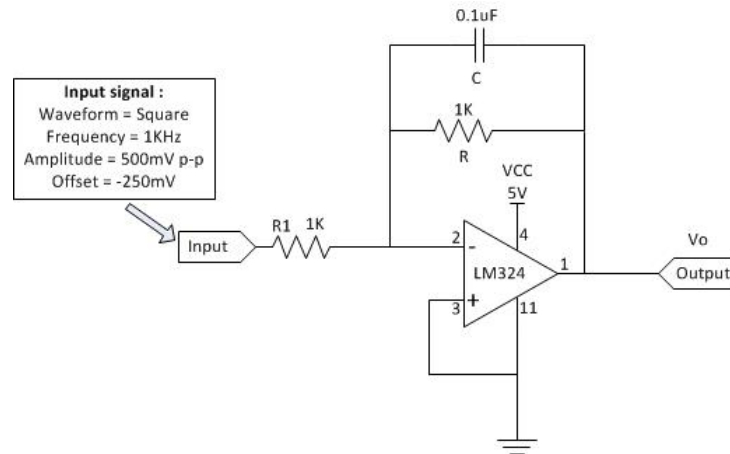 0.1uF
C
Input signal :
Waveform = Square
Frequency = 1KHz
Amplitude = 500mV p-p
Offset = -250mV
1K
R
VCC
5V
R1 1K
Input
2
-
4
LM324
1
Vo
Output
3
+
11